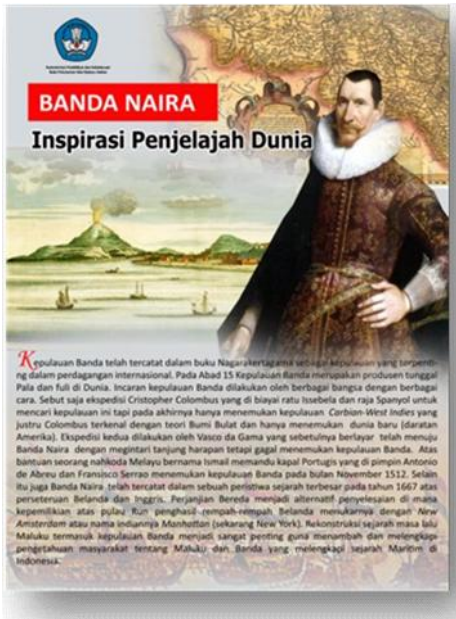 Kementerian Pendidikan dan Kebudayaan
BANDA NAIRA
Inspirasi Penjelajah Dunia
Kepulauan Banda telah tercatat dalam buku Nagarakertagama sebagai kepulauan yang terpenti-
ng dalam perdagangan internasional. Pada Abad 15 Kepulauan Banda merupakan produsen tunggal
Pala dan fuli di Dunia. Incaran kepulauan Banda dilakukan oleh berbagai bangsa dengan berbagai
cara. Sebut saja ekspedisi Cristopher Colombus yang di biayai ratu Issebela dan raja Spanyol untuk
mencari kepulauan ini tapi pada akhirnya hanya menemukan kepulauan Carbian-West Indies yang
justru Colombus terkenal dengan teori Bumi Bulat dan hanya menemukan dunia baru (daratan
Amerika). Ekspedisi kedua dilakukan oleh Vasco da Gama yang sebetulnya berlayar telah menuju
Banda Naira dengan megintari tanjung harapan tetapi gagal menemukan kepulauan Banda. Atas
bantuan seorang nahkoda Melayu bernama Ismail memandu kapal Portugis yang di pimpin Antonio
de Abreu dan Fransisco Serrao menemukan kepulauan Banda pada bulan November 1512. Selain
itu juga Banda Naira telah tercatat dalam sebuah peristiwa sejarah terbesar pada tahun 1667 atas
perseteruan Belanda dan Inggris. Perjanjian Bereda menjadi alternatif penyelesaian di mana
kepemilikian atas pulau Run penghasil rempah-rempah Belanda menukarnya dengan New
Amsterdam atau nama indiannya Manhattan (sekarang New York). Rekonstruksi sejarah masa lalu
Maluku termasuk kepulauan Banda menjadi sangat penting guna menambah dan melengkapi
pengetahuan masyarakat tentang Maluku dan Banda yang melengkapi sejarah Maritim di
Indonesia.